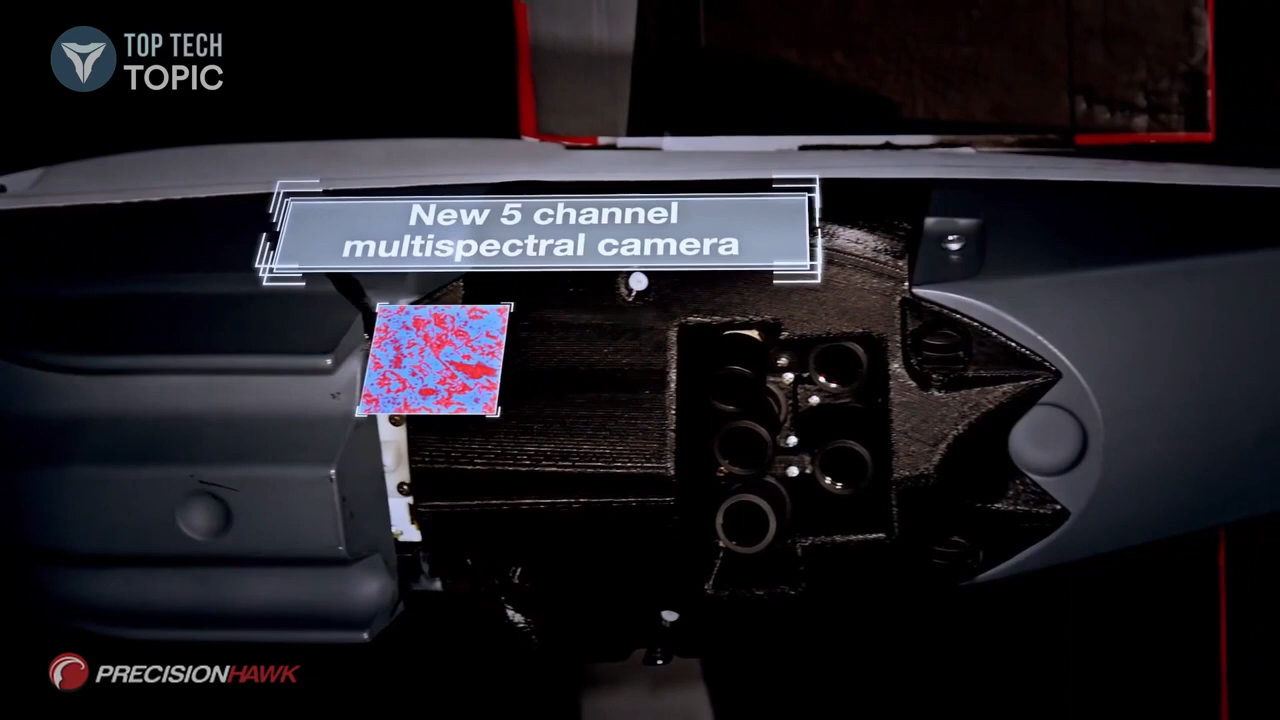 TOP TECH
TOPIC
New 5 channel
multispectral camera
PRECISIONHAWK